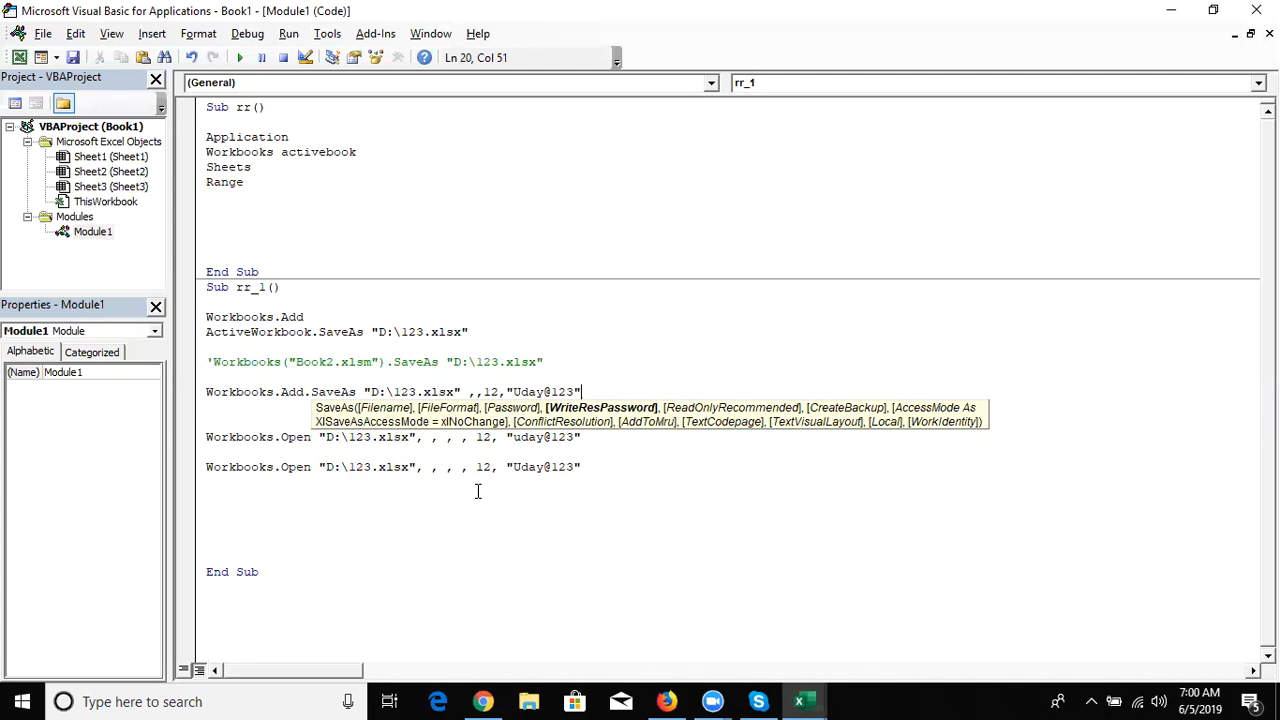 Microsoft Visual Basic for Applications - Book1 - [Module1 (Code)]
File Edit View Insert Format Debug Run Tools Add-Ins Window Help
Ln 20, Col 51
Project - VBAProject
(General) rr_1
VBAProject (Book1)
Microsoft Excel Objects
Sheet1 (Sheet1)
Sheet2 (Sheet2)
Sheet3 (Sheet3)
ThisWorkbook
Modules
Module1
Properties - Module1
Module1 Module
Alphabetic Categorized
(Name) Module1
Sub rr()
Application
Workbooks activebook
Sheets
Range
End Sub
Sub rr_1()
Workbooks.Add
ActiveWorkbook.SaveAs "D:\123.xlsx"
'Workbooks("Book2.xlsm").SaveAs "D:\123.xlsx"
Workbooks.Add.SaveAs "D:\123.xlsx" ,,12,"Uday@123"
SaveAs([Filename], [FileFormat], [Password], [WriteResPassword], [ReadOnlyRecommended], [CreateBackup], [AccessMode As
XlSaveAsAccessMode = xlNoChange], [ConflictResolution], [AddToMru], [TextCodepage], [TextVisualLayout], [Local], [WorkIdentity])
Workbooks.Open "D:\123.xlsx", , , , 12, "uday@123"
Workbooks.Open "D:\123.xlsx", , , , 12, "Uday@123"
End Sub
Type here to search
7:00 AM
6/5/2019
5